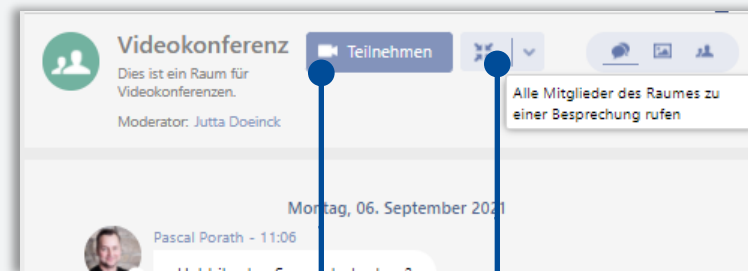 Videokonferenz
Dies ist ein Raum für
Videokonferenzen.
Moderator: Jutta Doeinck
Teilnehmen
Alle Mitglieder des Raumes zu
einer Besprechung rufen
Montag, 06. September 2021
Pascal Porath - 11:06